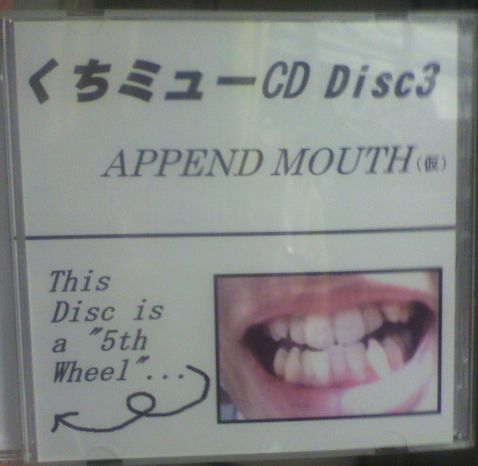 くちミューCD Disc3
APPEND MOUTH(仮)
This
Disc is
a "5th
Wheel"...